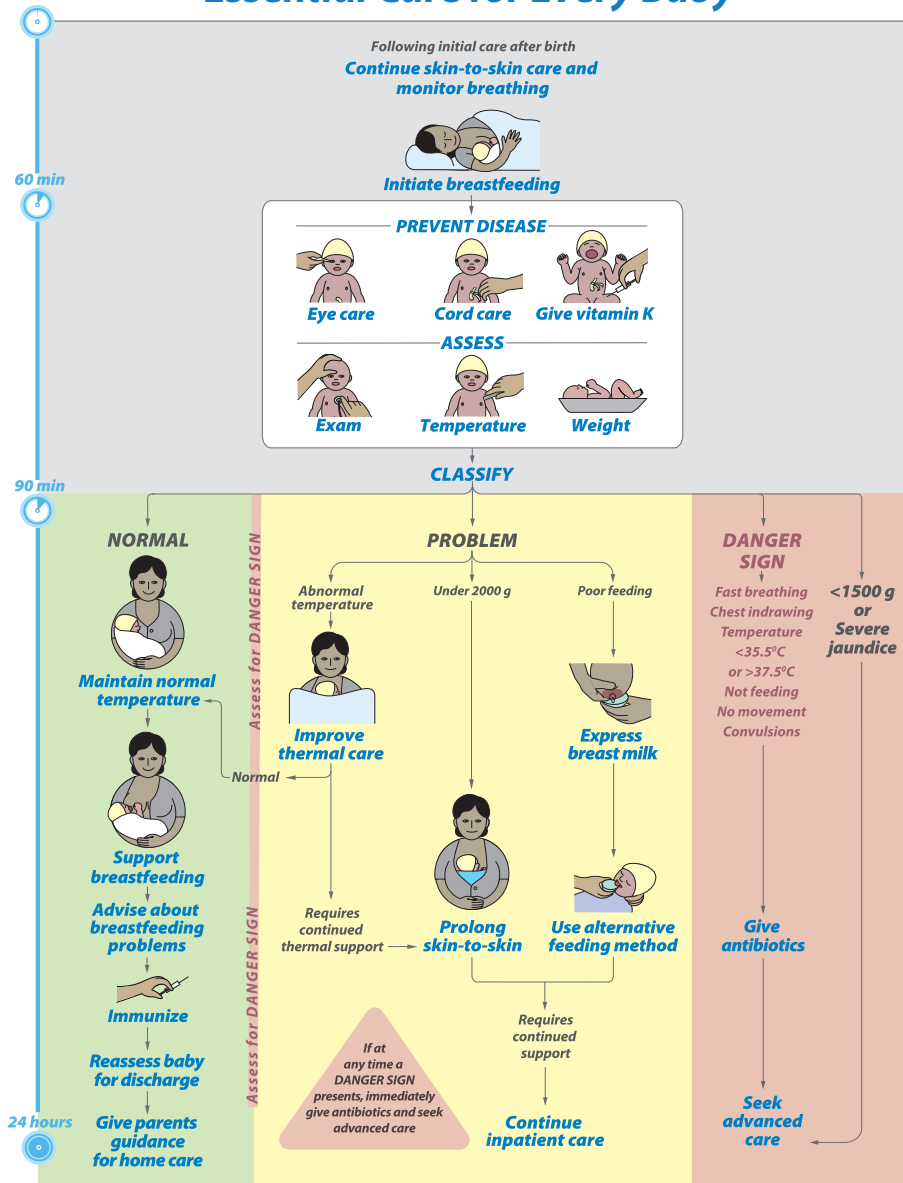 Essential Care for Every Baby
Following initial care after birth
Continue skin-to-skin care and
monitor breathing
Initiate breastfeeding
60 min
PREVENT DISEASE
Eye care
Cord care
Give vitamin K
ASSESS
Exam
Temperature
Weight
CLASSIFY
90 min
NORMAL
Maintain normal
temperature
Support
breastfeeding
Advise about
breastfeeding
problems
Immunize
Reassess baby
for discharge
Give parents
guidance
for home care
24 hours
Assess for DANGER SIGN
Assess for DANGER SIGN
PROBLEM
Abnormal
temperature
Improve
thermal care
Normal
Requires
continued
thermal support
Under 2000 g
Prolong
skin-to-skin
Poor feeding
Express
breast milk
Use alternative
feeding method
Requires
continued
support
Continue
inpatient care
If at
any time a
DANGER SIGN
presents, immediately
give antibiotics and seek
advanced care
DANGER
SIGN
Fast breathing
Chest indrawing
Temperature
<35.5⁰C
or >37.5⁰C
Not feeding
No movement
Convulsions
Give
antibiotics
Seek
advanced
care
<1500 g
or
Severe
jaundice